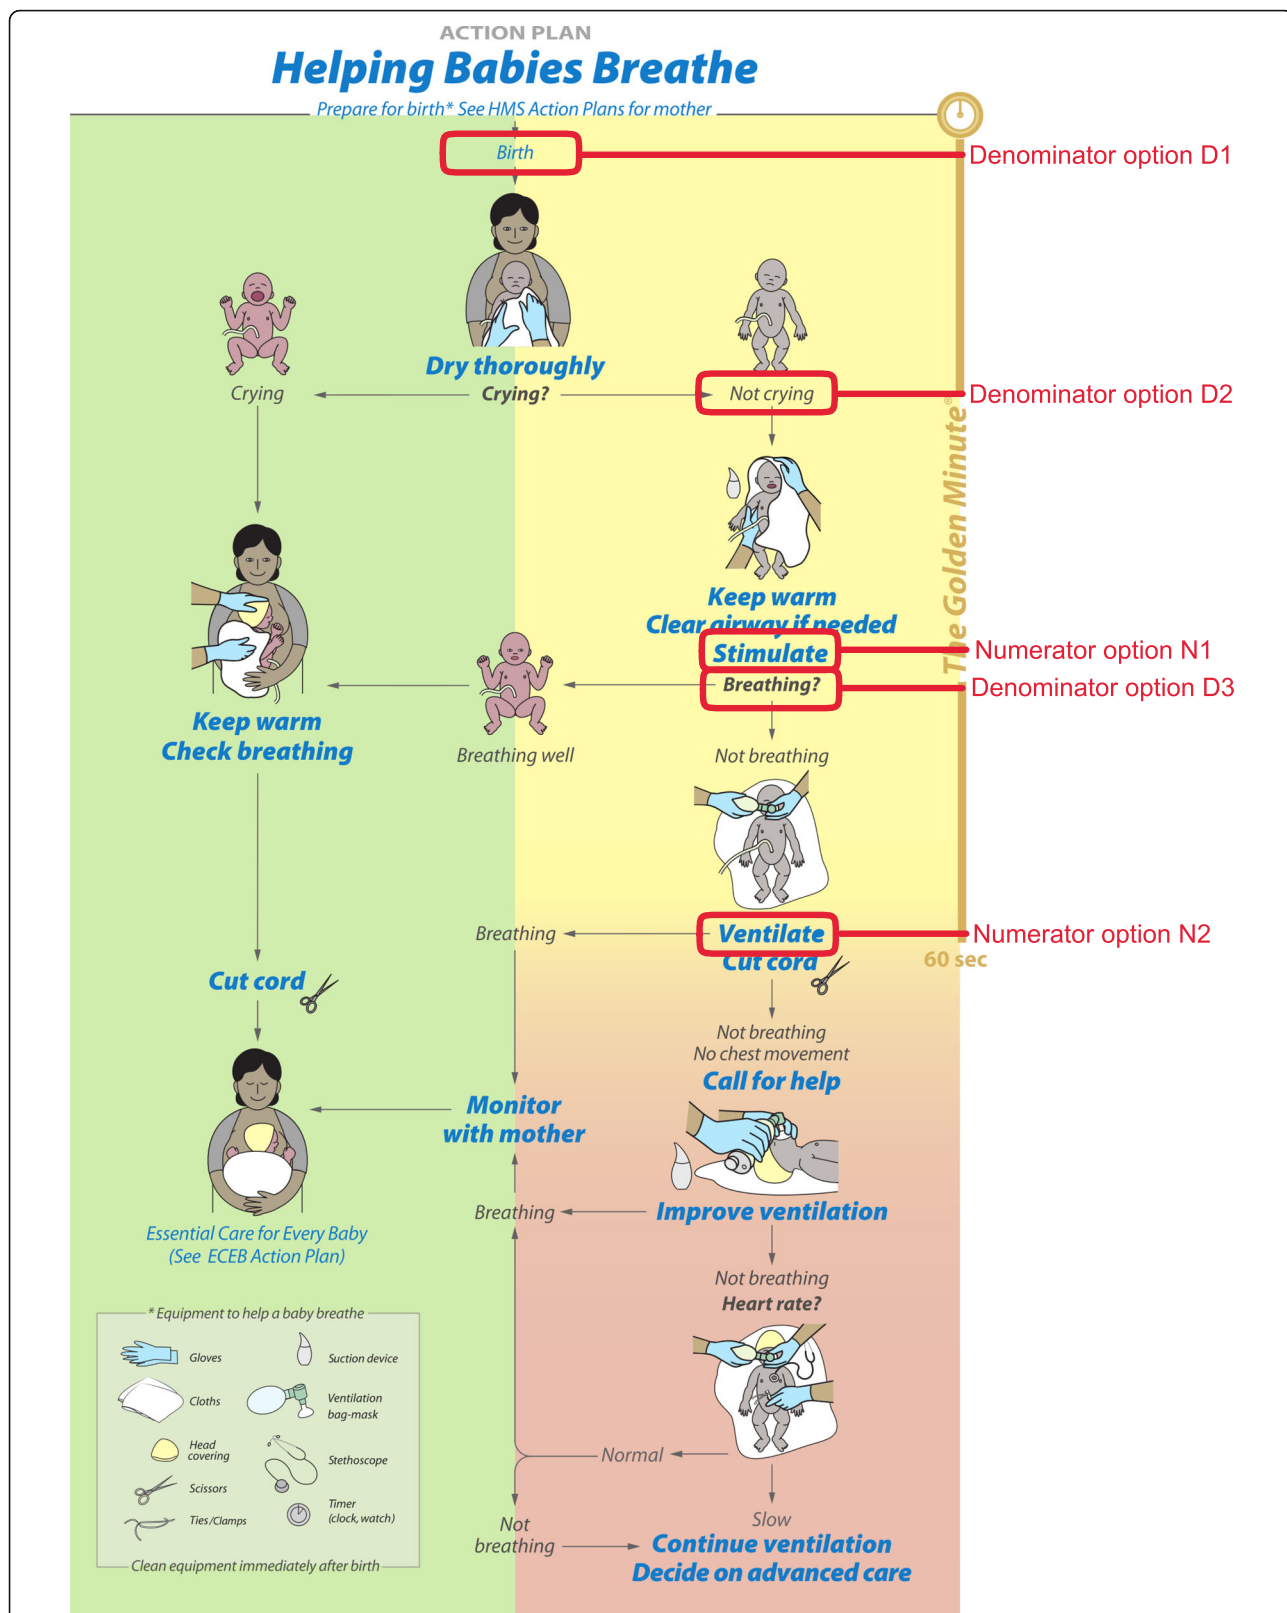 ACTION PLAN
Helping Babies Breathe
Prepare for birth* See HMS Action Plans for mother
Birth
Denominator option D1
Dry thoroughly
Crying
Crying?
Not crying
Denominator option D2
The Golden Minute®
Keep warm
Clear airway if needed
Stimulate
Numerator option N1
Breathing?
Denominator option D3
Keep warm
Check breathing
Breathing well
Not breathing
Breathing
Ventilate
Numerator option N2
Cut cord
60 sec
Cut cord
Not breathing
No chest movement
Call for help
Monitor
with mother
Breathing
Improve ventilation
Essential Care for Every Baby
(See ECEB Action Plan)
Not breathing
Heart rate?
* Equipment to help a baby breathe
Gloves
Suction device
Cloths
Ventilation
bag-mask
Head
covering
Stethoscope
Scissors
Timer
(clock, watch)
Ties/Clamps
Clean equipment immediately after birth
Normal
Slow
Not
breathing
Continue ventilation
Decide on advanced care